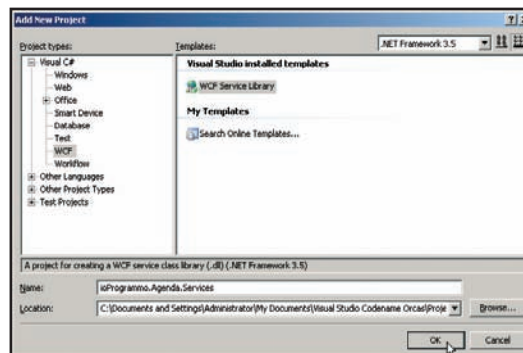 Add New Project
Project types:
Templates:
.NET Framework 3.5
Visual C#
Windows
Web
Office
Smart Device
Database
Test
WCF
Workflow
Other Languages
Other Project Types
Test Projects
Visual Studio installed templates
WCF Service Library
My Templates
Search Online Templates...
A project for creating a WCF service class library (.dll) (.NET Framework 3.5)
Name:
ioProgrammo.Agenda.Services
Location:
C:\Documents and Settings\Administrator\My Documents\Visual Studio Codename Orcas\Proje
Browse...
OK
Cancel